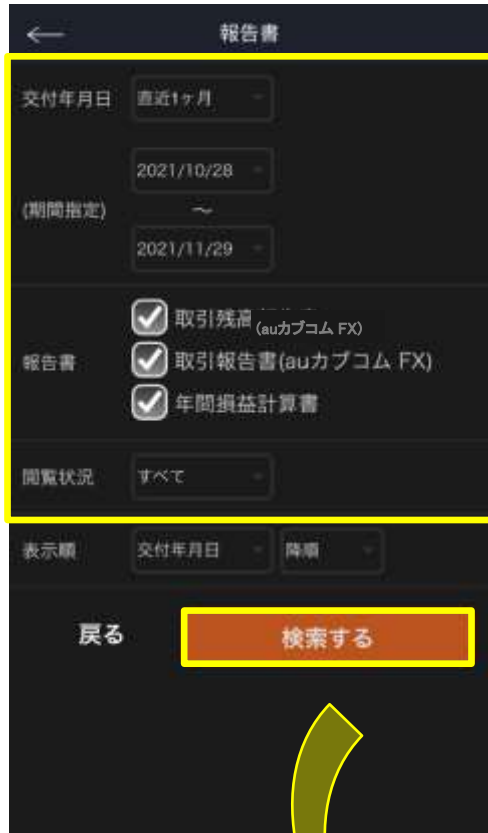 報告書
交付年月日 直近1ヶ月
2021/10/28
(期間指定) ～
2021/11/29
取引残高
(auカブコム FX)
報告書 取引報告書(auカブコム FX)
年間損益計算書
閲覧状況 すべて
表示順 交付年月日 降順
戻る 検索する